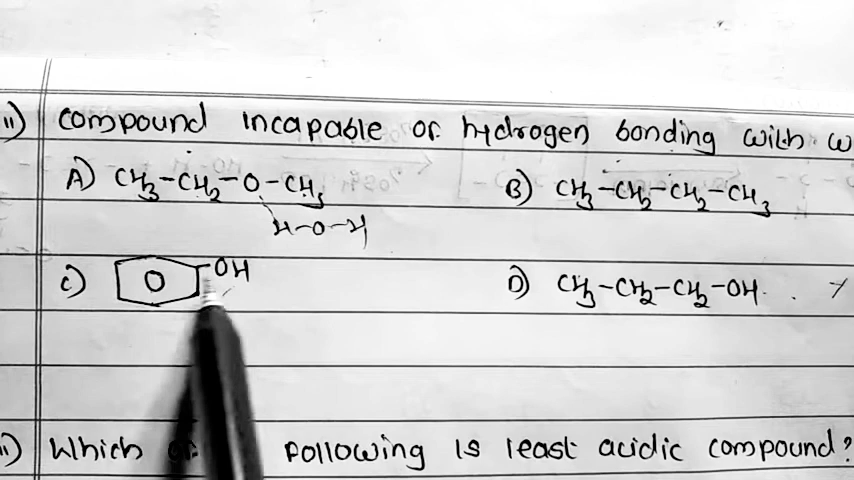 ii) compound incapable of hydrogen bonding with w
A) CH3-CH2-O-CH3 B) CH3-CH2-CH2-CH3
H-O-H
C) O -OH D) CH3-CH2-CH2-OH
Which following is least acidic compound?